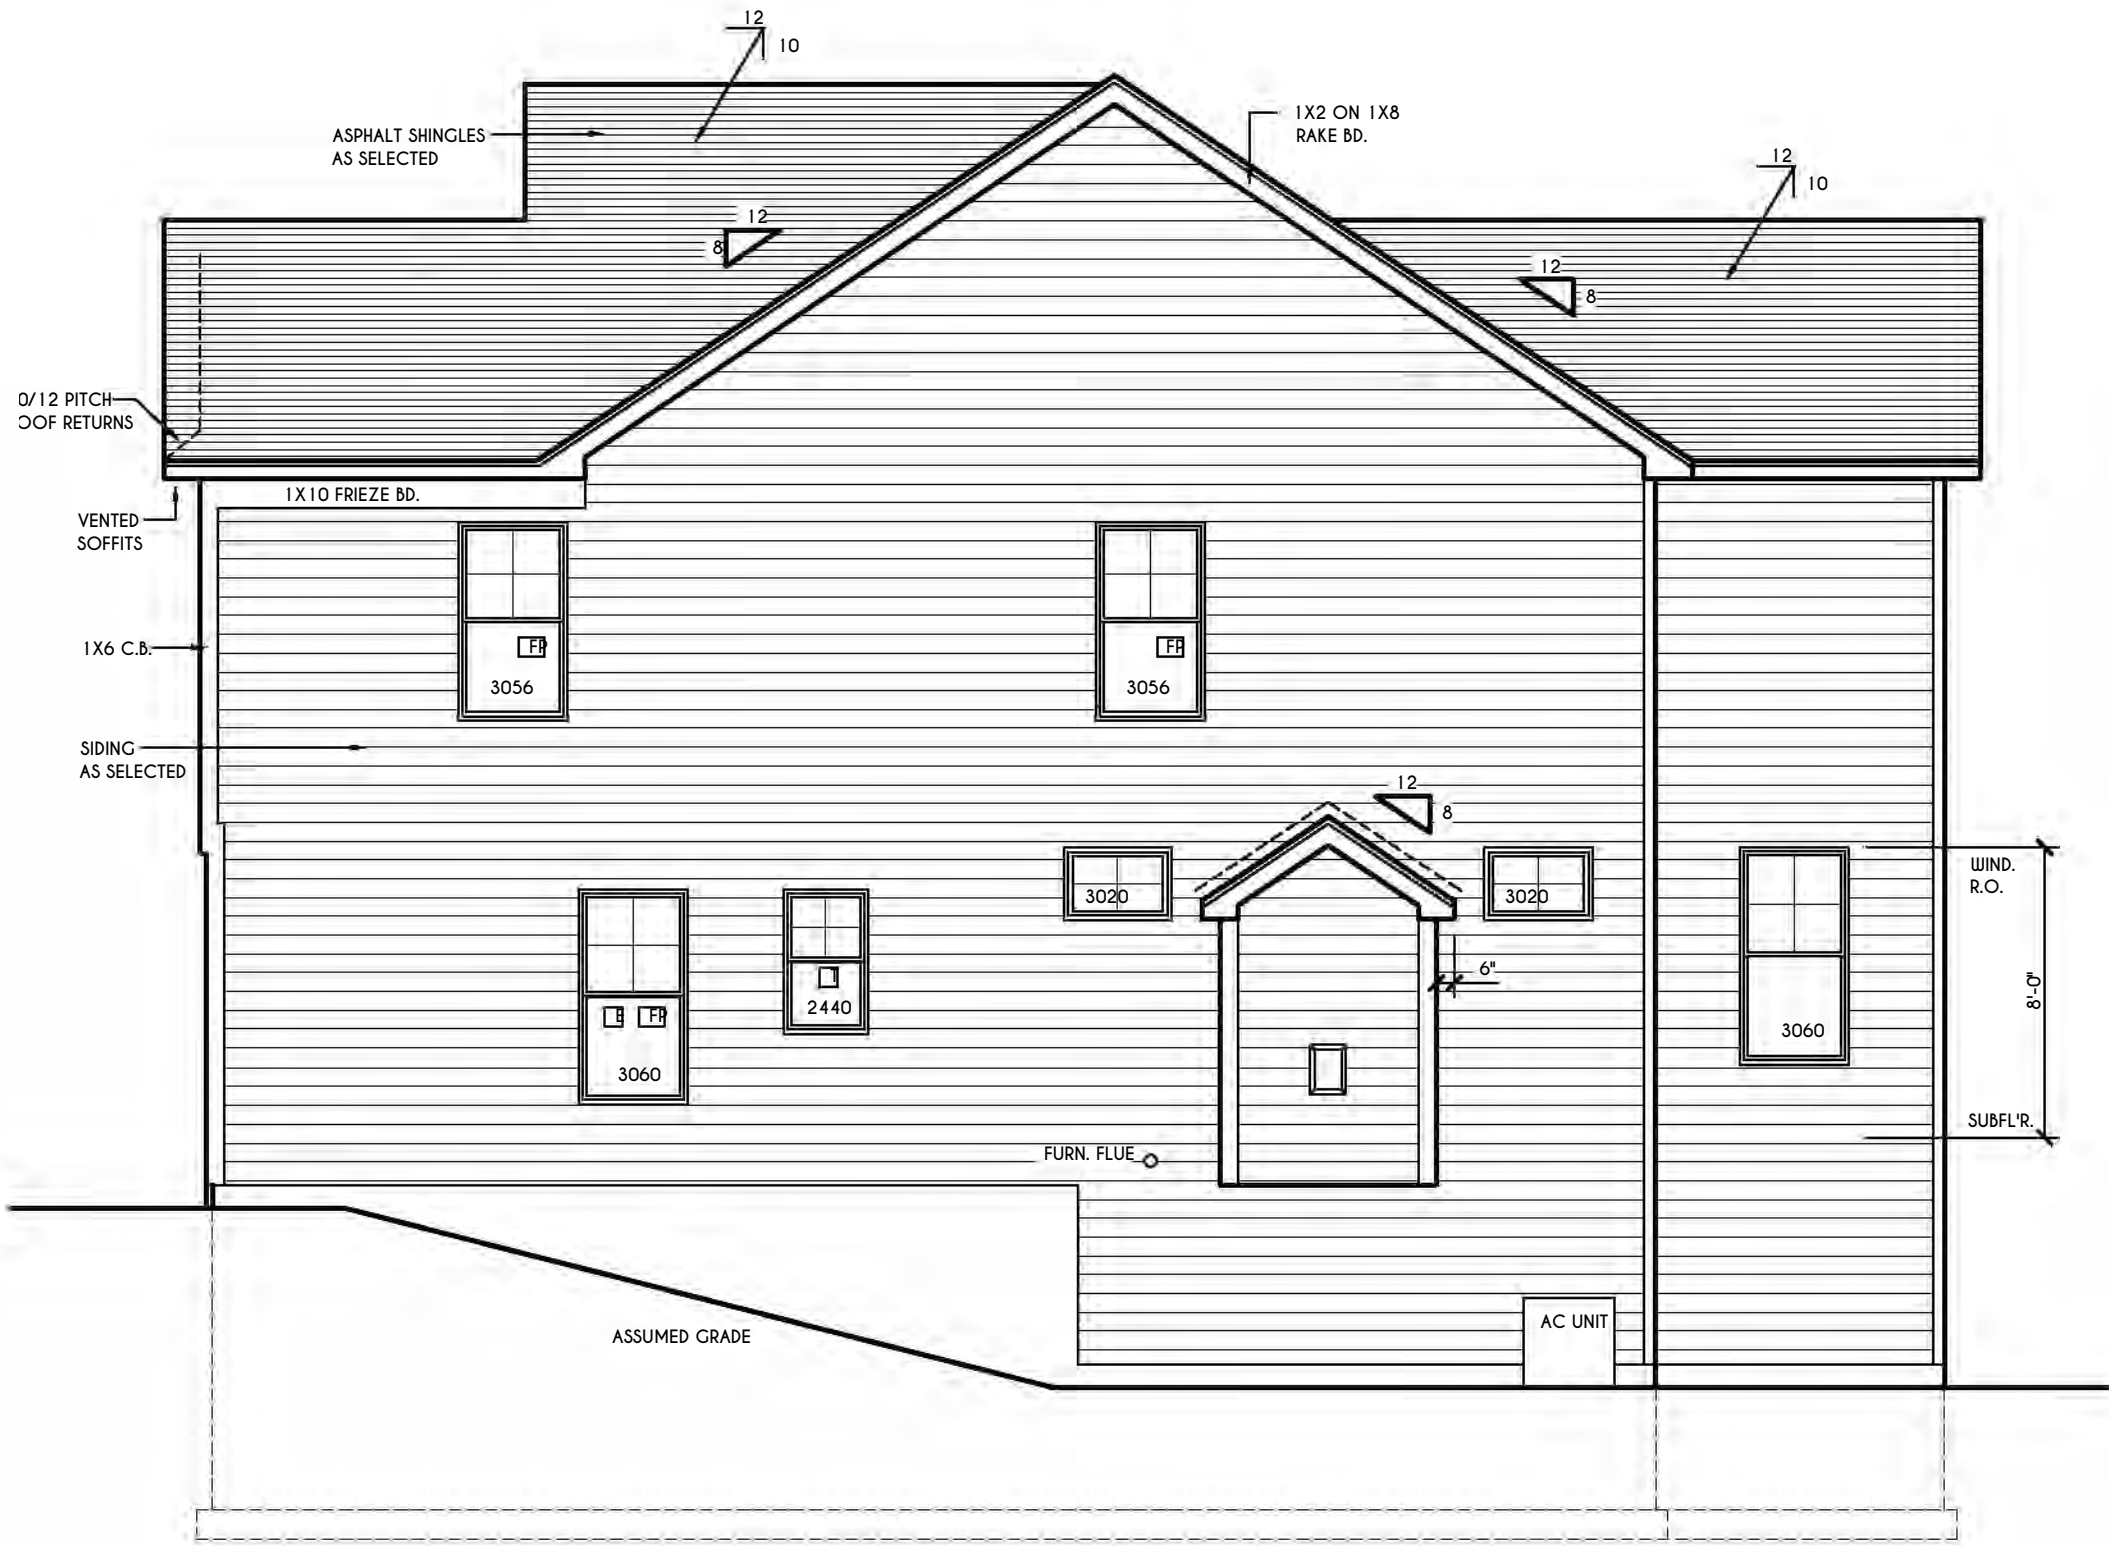 12
10
1X2 ON 1X8
RAKE BD.
ASPHALT SHINGLES
AS SELECTED
12
10
12
8
12
8
0/12 PITCH
OOF RETURNS
1X10 FRIEZE BD.
VENTED
SOFFITS
FP
FP
1X6 C.B.
3056
3056
SIDING
AS SELECTED
12
8
WIND.
R.O.
3020
3020
6"
8'-0"
2440
E
FP
3060
3060
SUBFL'R.
FURN. FLUE
AC UNIT
ASSUMED GRADE